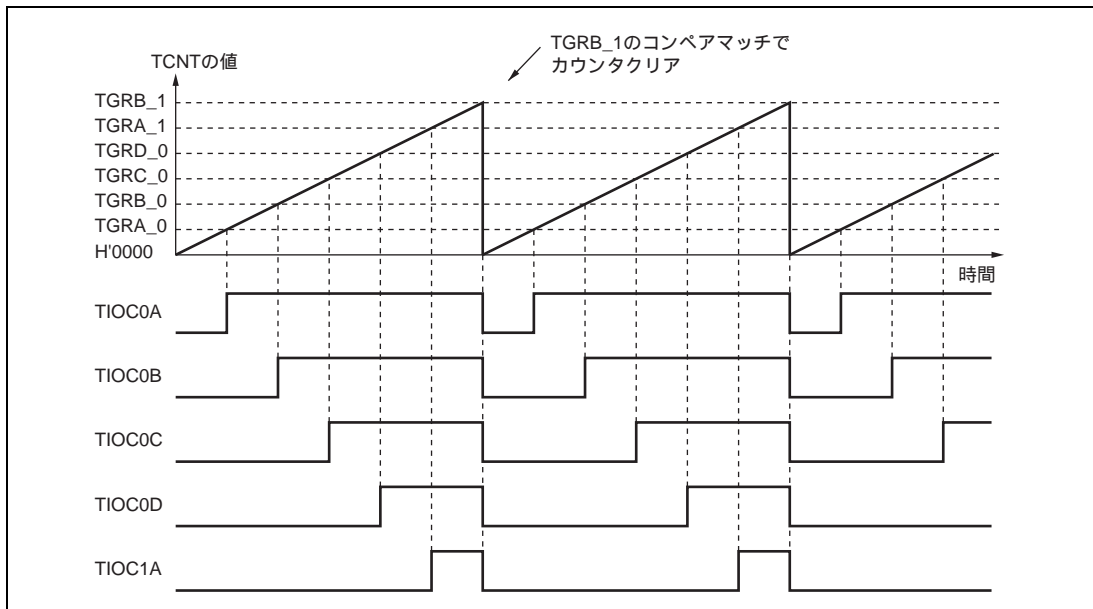 TGRB_1のコンペアマッチで
カウンタクリア
TCNTの値
TGRB_1
TGRA_1
TGRD_0
TGRC_0
TGRB_0
TGRA_0
H'0000
時間
TIOC0A
TIOC0B
TIOC0C
TIOC0D
TIOC1A